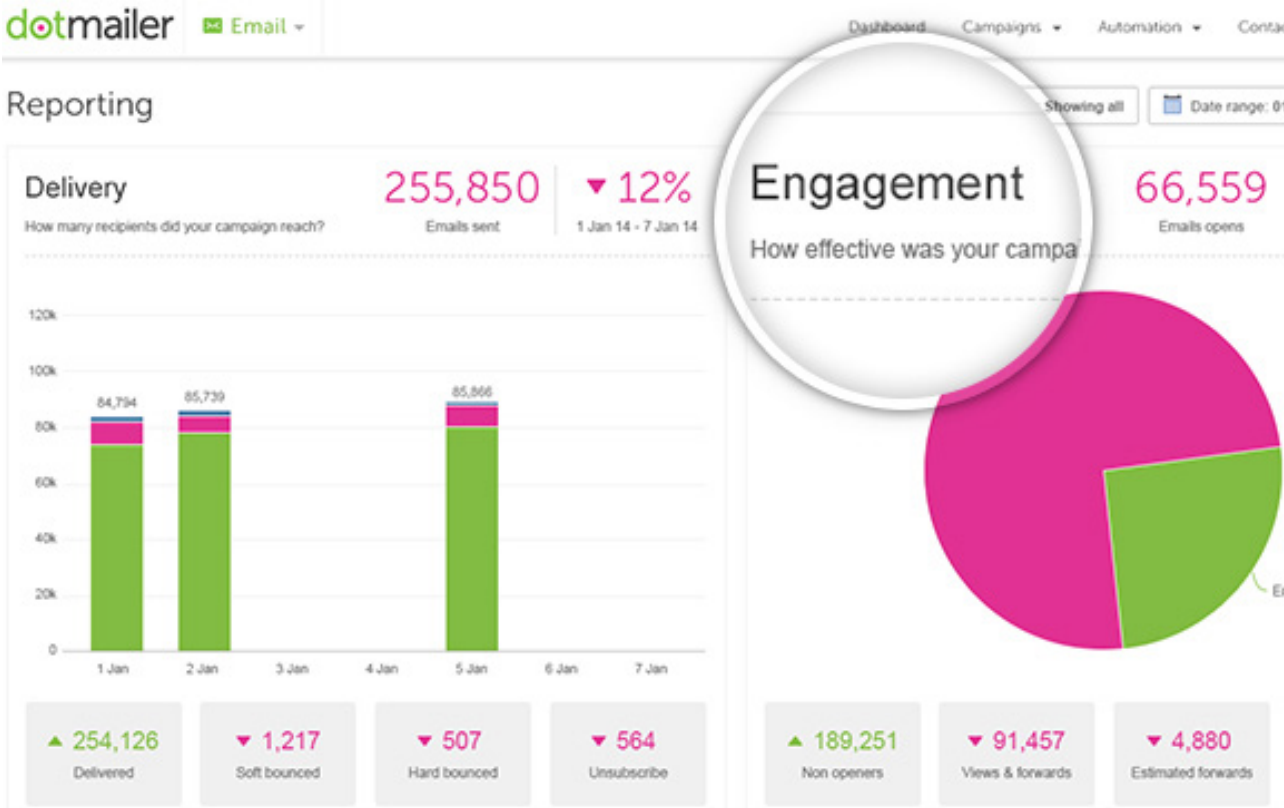 dotmailer Email
Dashboard Campaigns Automation
Reporting
Showing all Date range:
Delivery
How many recipients did your campaign reach?
255,850
Emails sent
12%
1 Jan 14 - 7 Jan 14
120k
100k
80k
60k
40k
20k
0
84,794
85,739
85,866
1 Jan 2 Jan 3 Jan 4 Jan 5 Jan 6 Jan 7 Jan
254,126
Delivered
1,217
Soft bounced
507
Hard bounced
564
Unsubscribe
Engagement
How effective was your
66,559
Emails opens
189,251
Non openers
91,457
Views & forwards
4,880
Estimated forwards